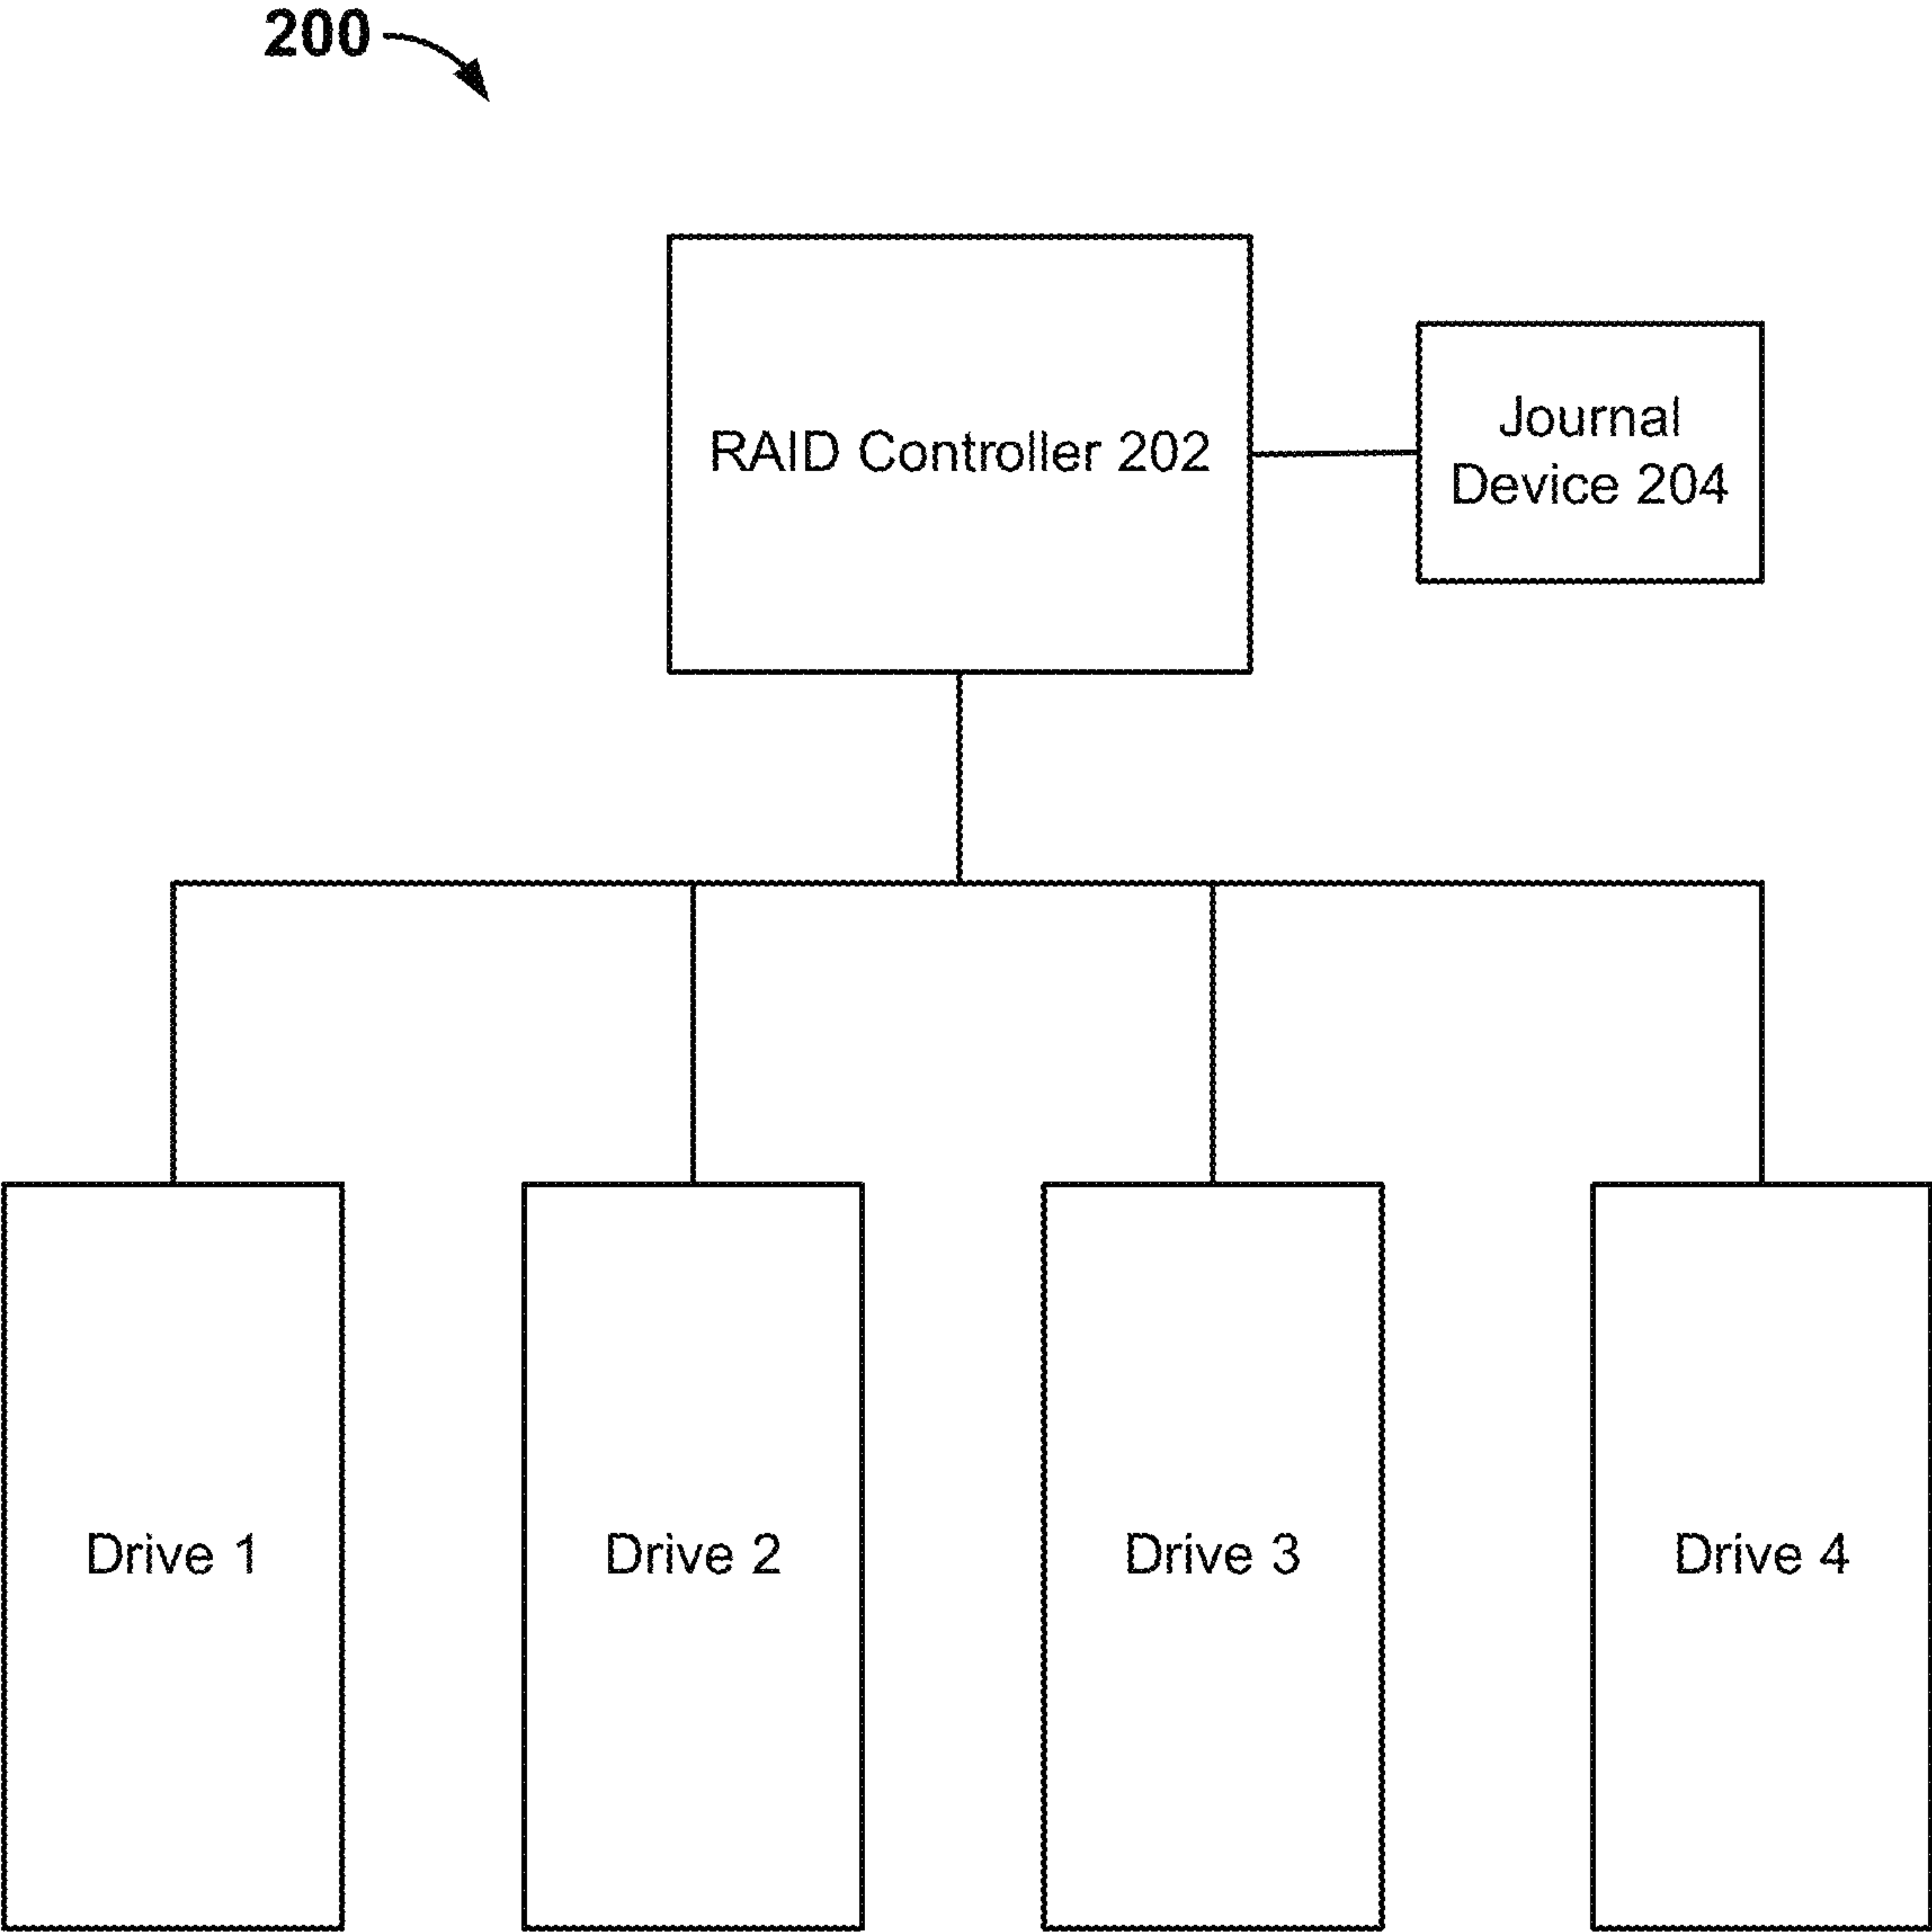 200
RAID Controller 202
Journal
Device 204
Drive 1
Drive 2
Drive 3
Drive 4